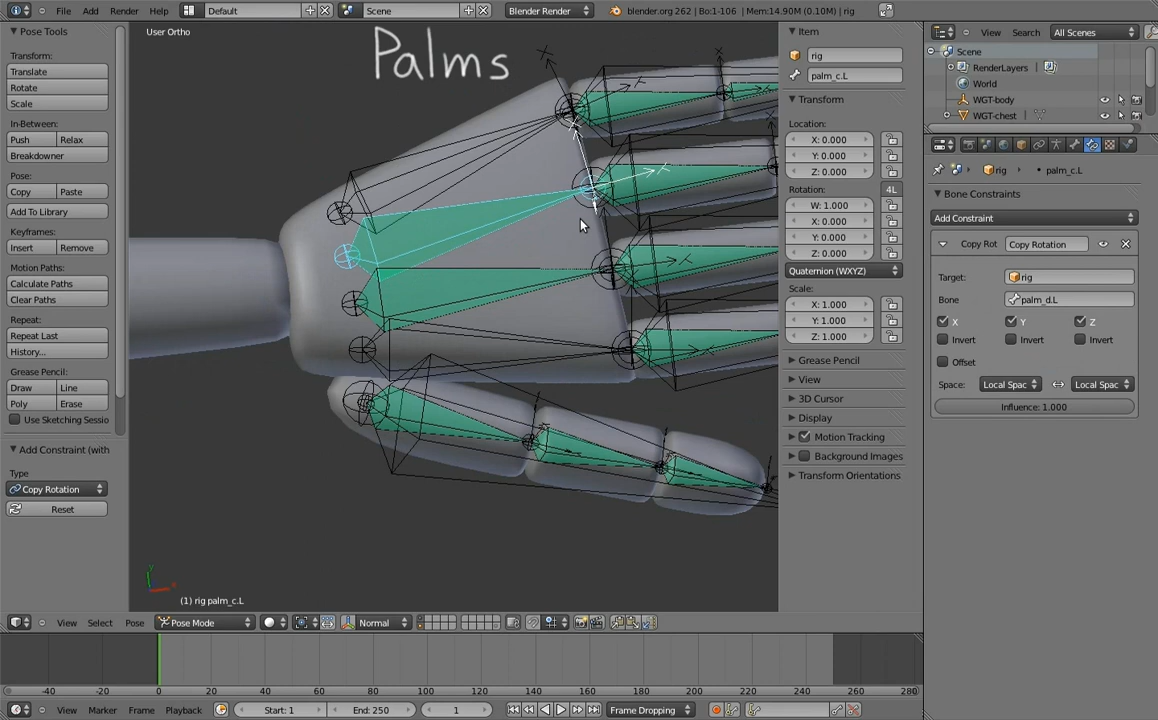 File Add Render Help Default Scene Blender Render blender.org 262 | Bo:1-106 | Mem:14.90M (0.10M) | rig
Pose Tools
Transform:
Translate
Rotate
Scale
In-Between:
Push Relax
Breakdowner
Pose:
Copy Paste
Add To Library
Keyframes:
Insert Remove
Motion Paths:
Calculate Paths
Clear Paths
Repeat:
Repeat Last
History...
Grease Pencil:
Draw Line
Poly Erase
Use Sketching Sessio
Add Constraint (with
Type
Copy Rotation
Reset
User Ortho
Palms
(1) rig palm_c.L
Item
rig
palm_c.L
Transform
Location:
X: 0.000
Y: 0.000
Z: 0.000
Rotation: 4L
W: 1.000
X: 0.000
Y: 0.000
Z: 0.000
Quaternion (WXYZ)
Scale:
X: 1.000
Y: 1.000
Z: 1.000
Grease Pencil
View
3D Cursor
Display
Motion Tracking
Background Images
Transform Orientations
View Search All Scenes
Scene
RenderLayers
World
WGT-body
WGT-chest
rig palm_c.L
Bone Constraints
Add Constraint
Copy Rot Copy Rotation
Target: rig
Bone palm_d.L
X Y Z
Invert Invert Invert
Offset
Space: Local Spac Local Spac
Influence: 1.000
View Select Pose Pose Mode Normal
-40 -20 0 20 40 60 80 100 120 140 160 180 200 220 240 260 280
View Marker Frame Playback Start: 1 End: 250 1 Frame Dropping